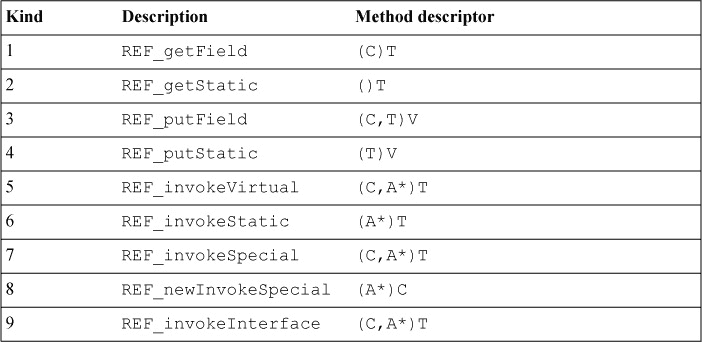 Kind Description Method descriptor
1 REF_getField (C)T
2 REF_getStatic ()T
3 REF_putField (C,T)V
4 REF_putStatic (T)V
5 REF_invokeVirtual (C,A*)T
6 REF_invokeStatic (A*)T
7 REF_invokeSpecial (C,A*)T
8 REF_newInvokeSpecial (A*)C
9 REF_invokeInterface (C,A*)T